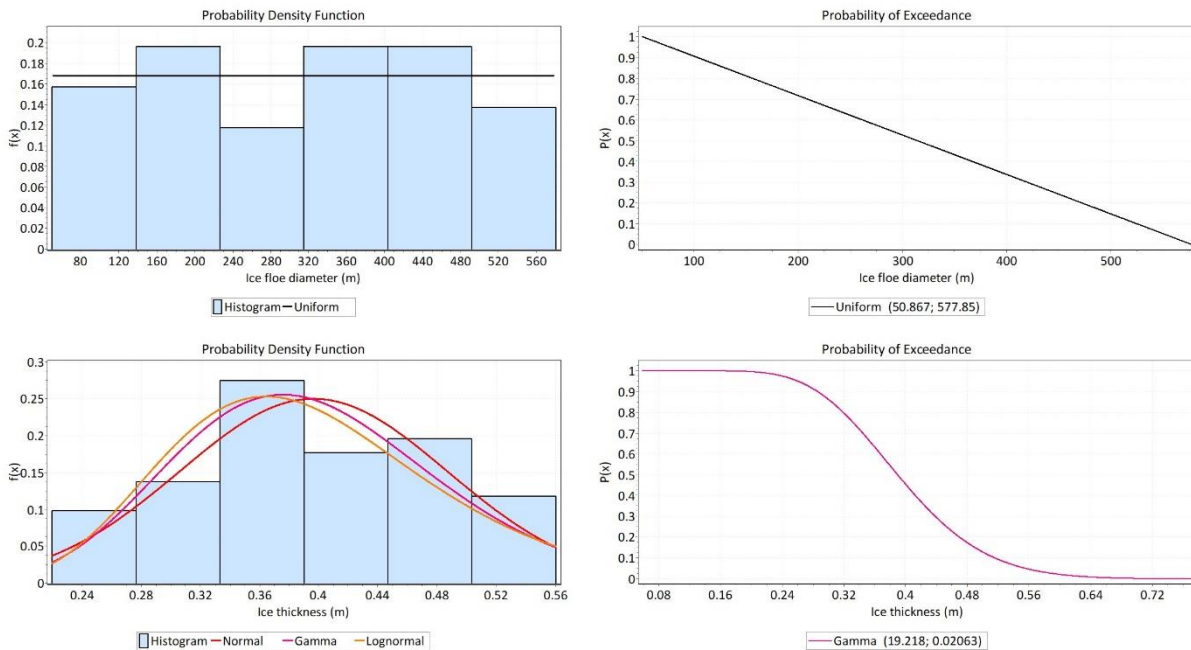 Probability Density Function
0.2
0.18
0.16
0.14
0.12
0.1
0.08
0.06
0.04
0.02
0
f(x)
80 120 160 200 240 280 320 360 400 440 480 520 560
Ice floe diameter (m)
Histogram Uniform
Probability of Exceedance
1
0.9
0.8
0.7
0.6
0.5
0.4
0.3
0.2
0.1
0
P(x)
100 200 300 400 500
Ice floe diameter (m)
Uniform (50.867; 577.85)
Probability Density Function
0.3
0.25
0.2
0.15
0.1
0.05
0
f(x)
0.24 0.28 0.32 0.36 0.4 0.44 0.48 0.52 0.56
Ice thickness (m)
Histogram Normal Gamma Lognormal
Probability of Exceedance
1
0.9
0.8
0.7
0.6
0.5
0.4
0.3
0.2
0.1
0
P(x)
0.08 0.16 0.24 0.32 0.4 0.48 0.56 0.64 0.72
Ice thickness (m)
Gamma (19.218; 0.02063)